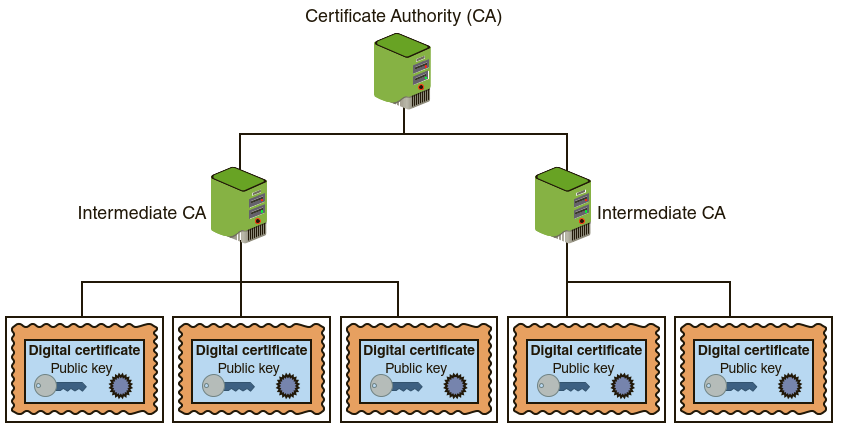 Certificate Authority (CA)
Intermediate CA
Intermediate CA
Digital certificate
Public key
Digital certificate
Public key
Digital certificate
Public key
Digital certificate
Public key
Digital certificate
Public key